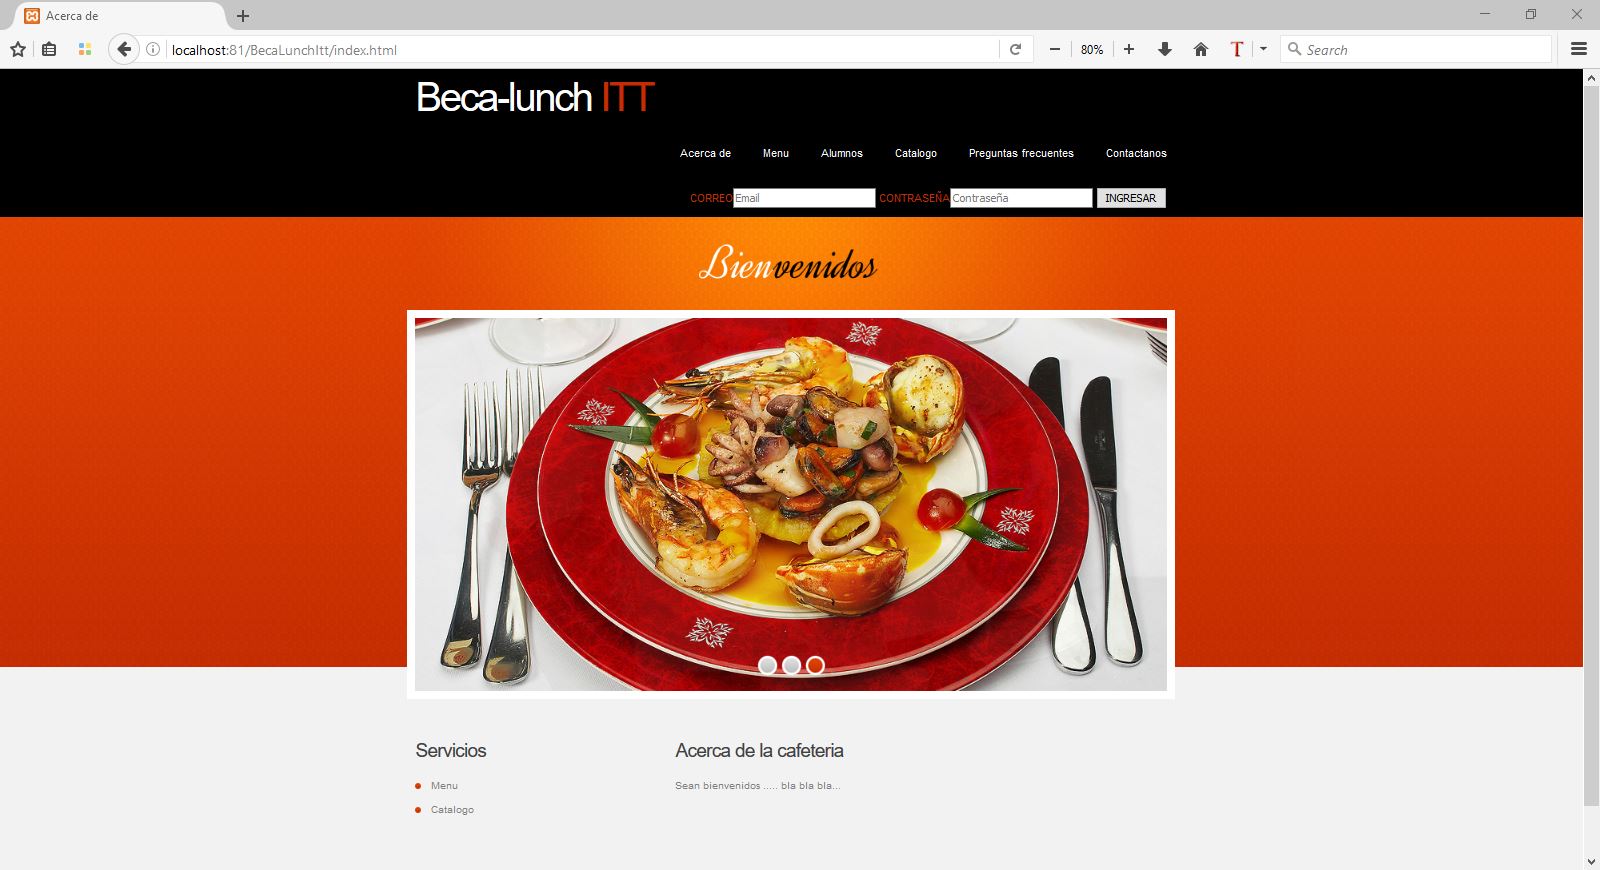 Acerca de
localhost:81/BecaLunchItt/index.html
80%
Search
Beca-lunch ITT
Acerca de Menu Alumnos Catalogo Preguntas frecuentes Contactanos
CORREO Email CONTRASEÑA Contraseña INGRESAR
Bienvenidos
Servicios
Menu
Catalogo
Acerca de la cafeteria
Sean bienvenidos ..... bla bla bla...